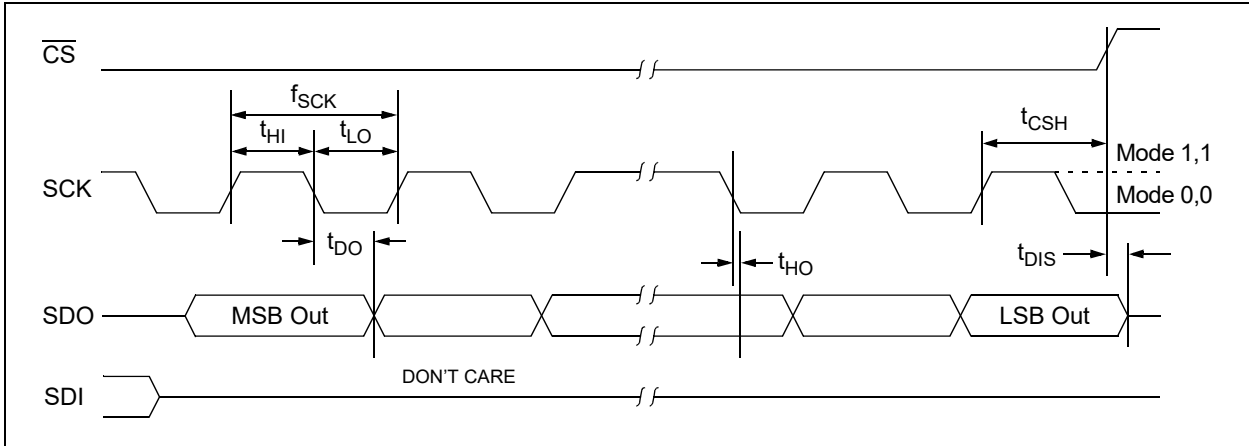 CS
fSCK
tHI
tLO
tCSH
Mode 1,1
SCK
Mode 0,0
tDO
tHO
tDIS
SDO
MSB Out
LSB Out
SDI
DON'T CARE